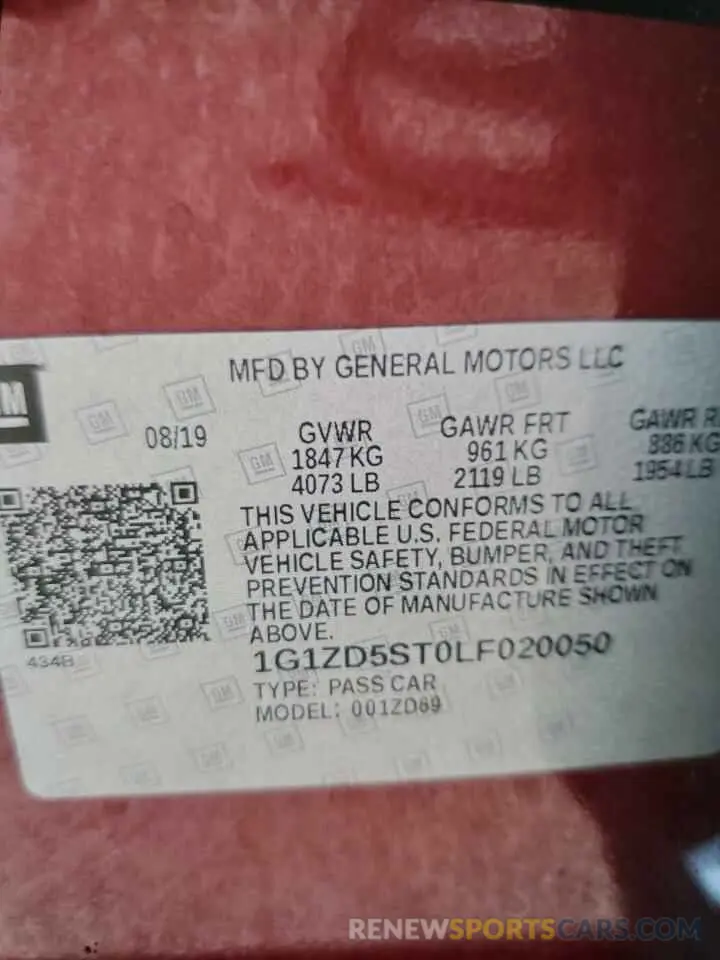 MFD BY GENERAL MOTORS LLC
GM
08/19
GVWR
1847 KG
4073 LB
GAWR FRT
961 KG
2119 LB
GAWR R
886 KG
1954 LB
THIS VEHICLE CONFORMS TO ALL
APPLICABLE U.S. FEDERAL MOTOR
VEHICLE SAFETY, BUMPER, AND THEFT
PREVENTION STANDARDS IN EFFECT ON
THE DATE OF MANUFACTURE SHOWN
ABOVE.
434B
1G1ZD5ST0LF020050
TYPE: PASS CAR
MODEL: 001ZD69
RENEWSPORTSCARS.COM